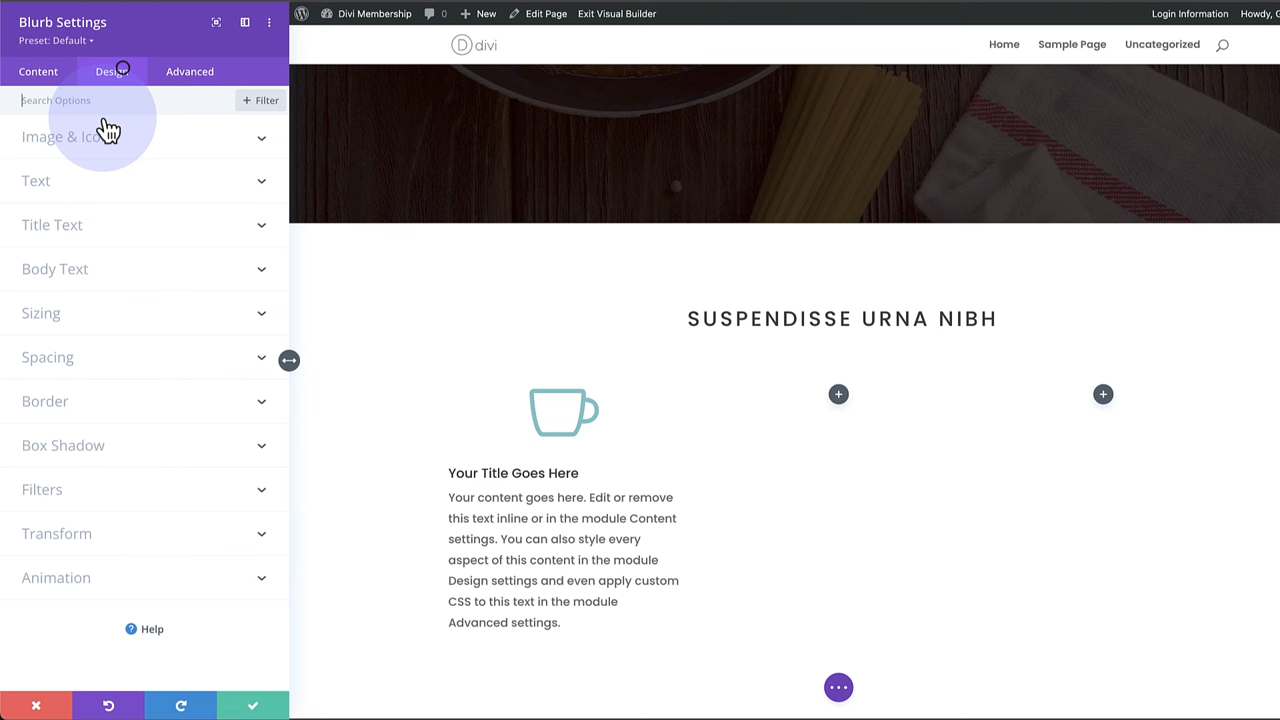 Blurb Settings
Preset: Default
Content
Design
Advanced
Search Options
+ Filter
Image & Icon
Text
Title Text
Body Text
Sizing
Spacing
Border
Box Shadow
Filters
Transform
Animation
Help
Divi Membership
0
+ New
Edit Page
Exit Visual Builder
Login Information
Howdy,
divi
Home
Sample Page
Uncategorized
SUSPENDISSE URNA NIBH
Your Title Goes Here
Your content goes here. Edit or remove
this text inline or in the module Content
settings. You can also style every
aspect of this content in the module
Design settings and even apply custom
CSS to this text in the module
Advanced settings.